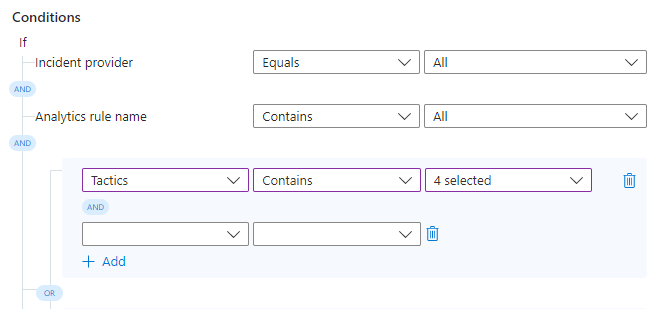 Conditions
If
Incident provider Equals All
AND
Analytics rule name Contains All
AND
Tactics Contains 4 selected
AND
+ Add
OR